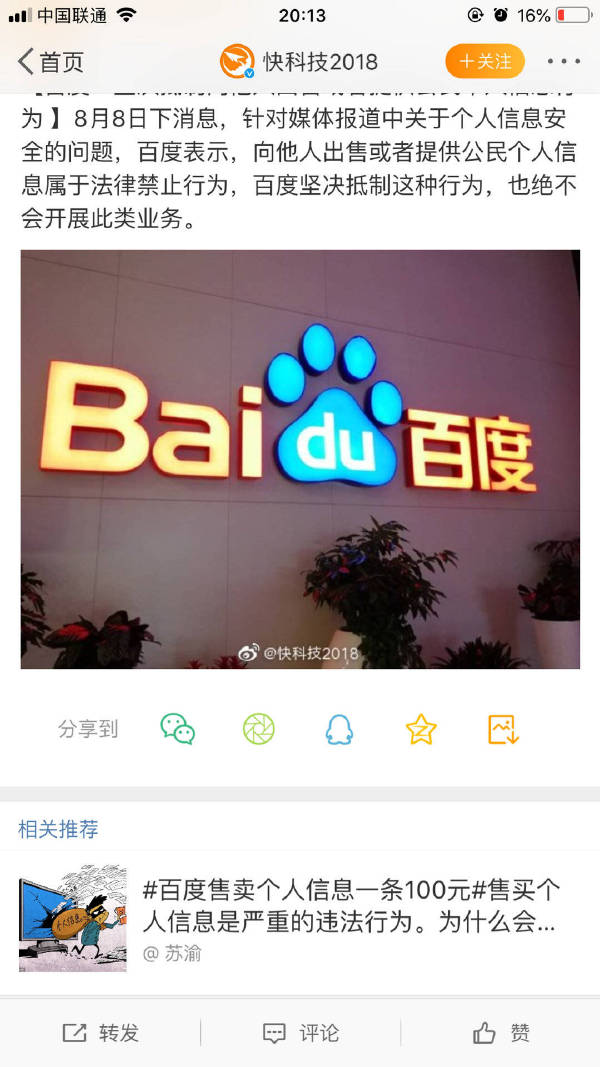 中国联通
20:13
16%
首页
快科技2018
+关注
为 】8月8日下消息，针对媒体报道中关于个人信息安
全的问题，百度表示，向他人出售或者提供公民个人信
息属于法律禁止行为，百度坚决抵制这种行为，也绝不
会开展此类业务。
Bai du 百度
@快科技2018
分享到
相关推荐
个人信息
#百度售卖个人信息一条100元#售买个
人信息是严重的违法行为。为什么会...
@ 苏渝
转发
评论
赞